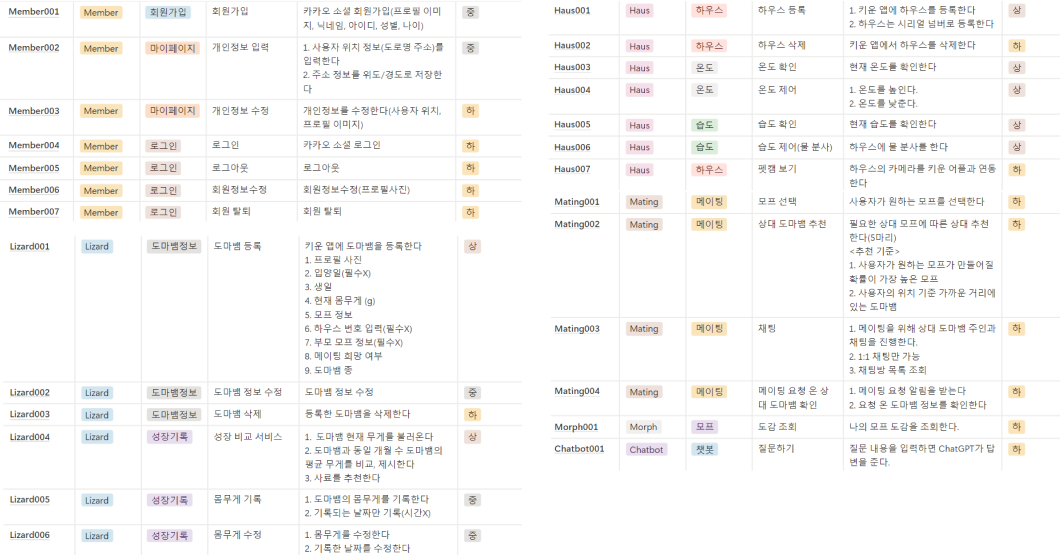 Member001 Member 회원가입 회원가입 카카오 소셜 회원가입(프로필 이미
지, 닉네임, 아이디, 성별, 나이) 중
Member002 Member 마이페이지 개인정보 입력 1. 사용자 위치 정보(도로명 주소)를
입력한다
2. 주소 정보를 위도/경도로 저장한
다 중
Member003 Member 마이페이지 개인정보 수정 개인정보를 수정한다(사용자 위치,
프로필 이미지) 하
Member004 Member 로그인 로그인 카카오 소셜 로그인 하
Member005 Member 로그인 로그아웃 로그아웃 하
Member006 Member 로그인 회원정보수정 회원정보수정(프로필사진) 하
Member007 Member 로그인 회원 탈퇴 회원 탈퇴 하
Lizard001 Lizard 도마뱀정보 도마뱀 등록 키운 앱에 도마뱀을 등록한다 상
1. 프로필 사진
2. 입양일(필수X)
3. 생일
4. 현재 몸무게 (g)
5. 모프 정보
6. 하우스 번호 입력(필수X)
7. 부모 모프 정보(필수X)
8. 메이팅 희망 여부
9. 도마뱀 종
Lizard002 Lizard 도마뱀정보 도마뱀 정보 수정 도마뱀 정보 수정 중
Lizard003 Lizard 도마뱀정보 도마뱀 삭제 등록한 도마뱀을 삭제한다 하
Lizard004 Lizard 성장기록 성장 비교 서비스 1. 도마뱀 현재 무게를 불러온다 상
2. 도마뱀과 동일 개월 수 도마뱀의
평균 무게를 비교, 제시한다
3. 사료를 추천한다
Lizard005 Lizard 성장기록 몸무게 기록 1. 도마뱀의 몸무게를 기록한다 중
2. 기록되는 날짜만 기록(시간X)
Lizard006 Lizard 성장기록 몸무게 수정 1. 몸무게를 수정한다 중
2. 기록한 날짜를 수정한다
Haus001 Haus 하우스 하우스 등록 1. 키운 앱에 하우스를 등록한다 상
2. 하우스는 시리얼 넘버로 등록한다
Haus002 Haus 하우스 하우스 삭제 키운 앱에서 하우스를 삭제한다 하
Haus003 Haus 온도 온도 확인 현재 온도를 확인한다 상
Haus004 Haus 온도 온도 제어 1. 온도를 높인다. 상
2. 온도를 낮춘다.
Haus005 Haus 습도 습도 확인 현재 습도를 확인한다 상
Haus006 Haus 습도 습도 제어(물 분사) 하우스에 물 분사를 한다 상
Haus007 Haus 하우스 펫캠 보기 하우스의 카메라를 키운 어플과 연동
한다 하
Mating001 Mating 메이팅 모프 선택 사용자가 원하는 모프를 선택한다 하
Mating002 Mating 메이팅 상대 도마뱀 추천 필요한 상대 모프에 따른 상대 추천
한다(5마리) 하
<추천 기준>
1. 사용자가 원하는 모프가 만들어질
확률이 가장 높은 모프
2. 사용자의 위치 기준 가까운 거리에
있는 도마뱀
Mating003 Mating 메이팅 채팅 1. 메이팅을 위해 상대 도마뱀 주인과
채팅을 진행한다. 하
2. 1:1 채팅만 가능
3. 채팅방 목록 조회
Mating004 Mating 메이팅 메이팅 요청 온 상
대 도마뱀 확인 1. 메이팅 요청 알림을 받는다 하
2. 요청 온 도마뱀 정보를 확인한다
Morph001 Morph 모프 도감 조회 나의 모프 도감을 조회한다. 하
Chatbot001 Chatbot 챗봇 질문하기 질문 내용을 입력하면 ChatGPT가 답
변을 준다. 하